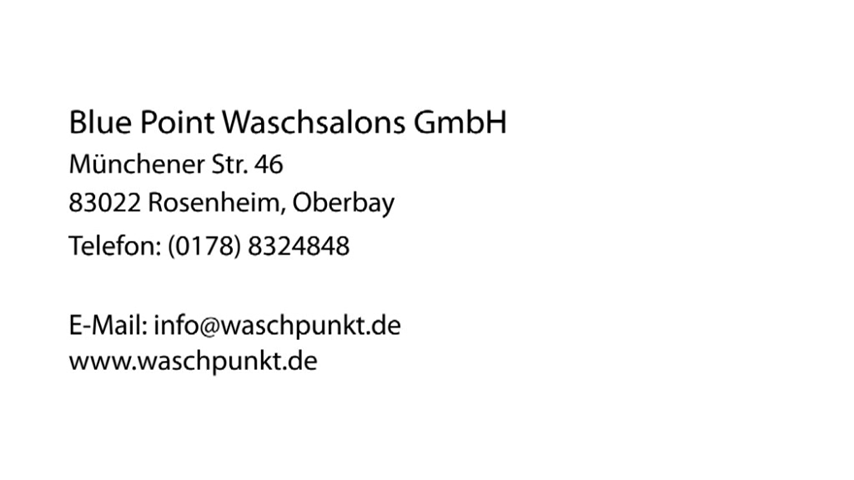 Blue Point Waschsalons GmbH
Münchener Str. 46
83022 Rosenheim, Oberbay
Telefon: (0178) 8324848
E-Mail: info@waschpunkt.de
www.waschpunkt.de